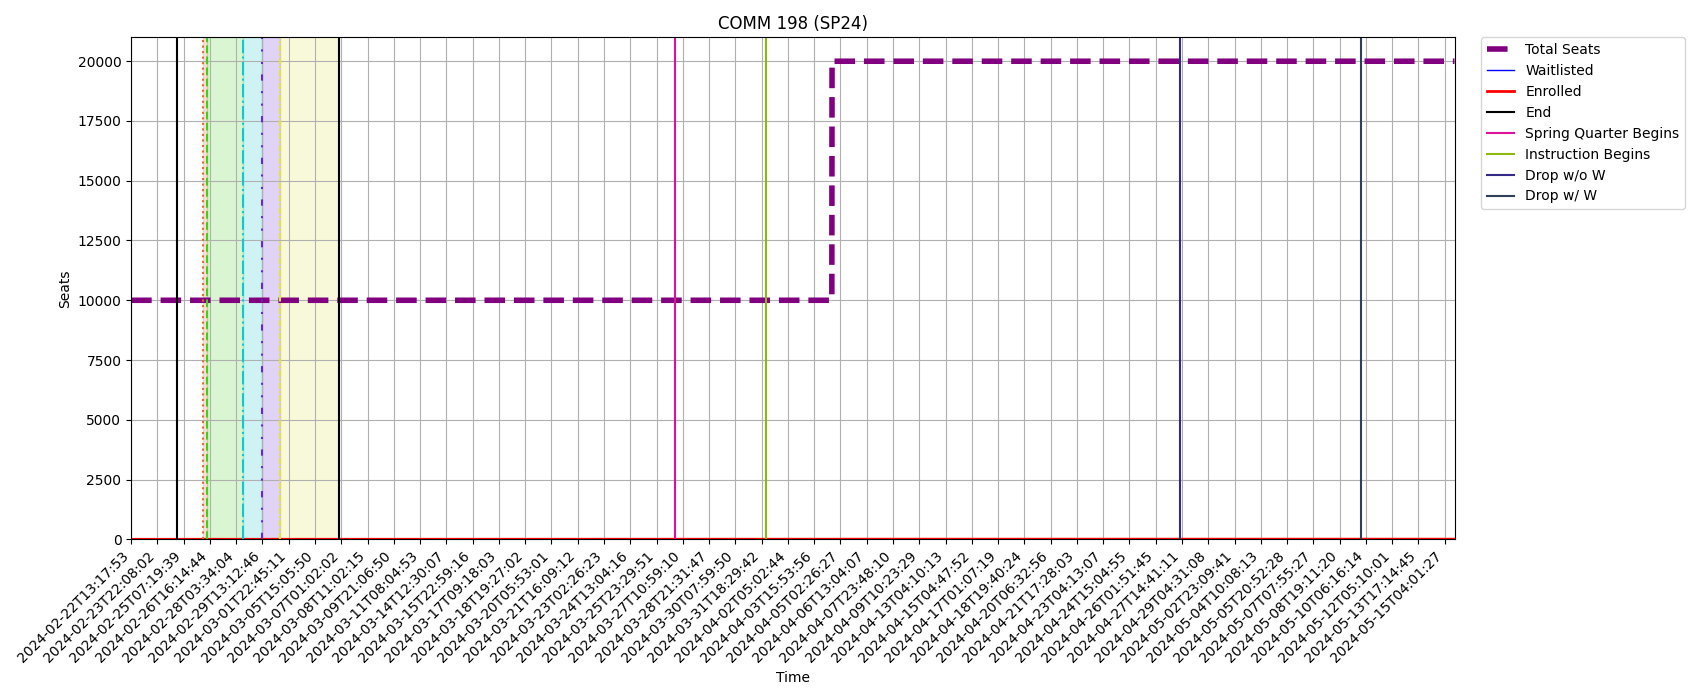 COMM 198 (SP24)
Seats
20000
17500
15000
12500
10000
7500
5000
2500
0
2024-02-22T13:17:53
2024-02-23T22:08:02
2024-02-25T07:19:39
2024-02-26T16:14:44
2024-02-28T03:34:04
2024-02-29T13:12:46
2024-03-01T22:45:11
2024-03-05T15:05:50
2024-03-07T01:02:02
2024-03-08T11:02:15
2024-03-09T21:06:50
2024-03-11T08:04:53
2024-03-14T12:30:07
2024-03-15T22:59:16
2024-03-17T09:18:03
2024-03-18T19:27:02
2024-03-20T05:53:01
2024-03-21T16:09:12
2024-03-23T02:26:23
2024-03-24T13:04:16
2024-03-25T23:29:51
2024-03-27T10:59:10
2024-03-28T21:31:47
2024-03-30T07:59:50
2024-03-31T18:29:42
2024-04-02T05:02:44
2024-04-03T15:53:56
2024-04-05T02:26:27
2024-04-06T13:04:07
2024-04-07T23:48:10
2024-04-09T10:23:29
2024-04-13T04:10:13
2024-04-15T04:47:52
2024-04-17T01:07:19
2024-04-18T19:40:24
2024-04-20T06:32:56
2024-04-21T17:28:03
2024-04-23T04:13:07
2024-04-24T15:04:55
2024-04-26T01:51:45
2024-04-27T14:41:11
2024-04-29T04:31:08
2024-05-02T23:09:41
2024-05-04T10:08:13
2024-05-05T20:52:28
2024-05-07T07:55:27
2024-05-08T19:11:20
2024-05-10T06:16:14
2024-05-12T05:10:01
2024-05-13T17:14:45
2024-05-15T04:01:27
Time
Total Seats
Waitlisted
Enrolled
End
Spring Quarter Begins
Instruction Begins
Drop w/o W
Drop w/ W